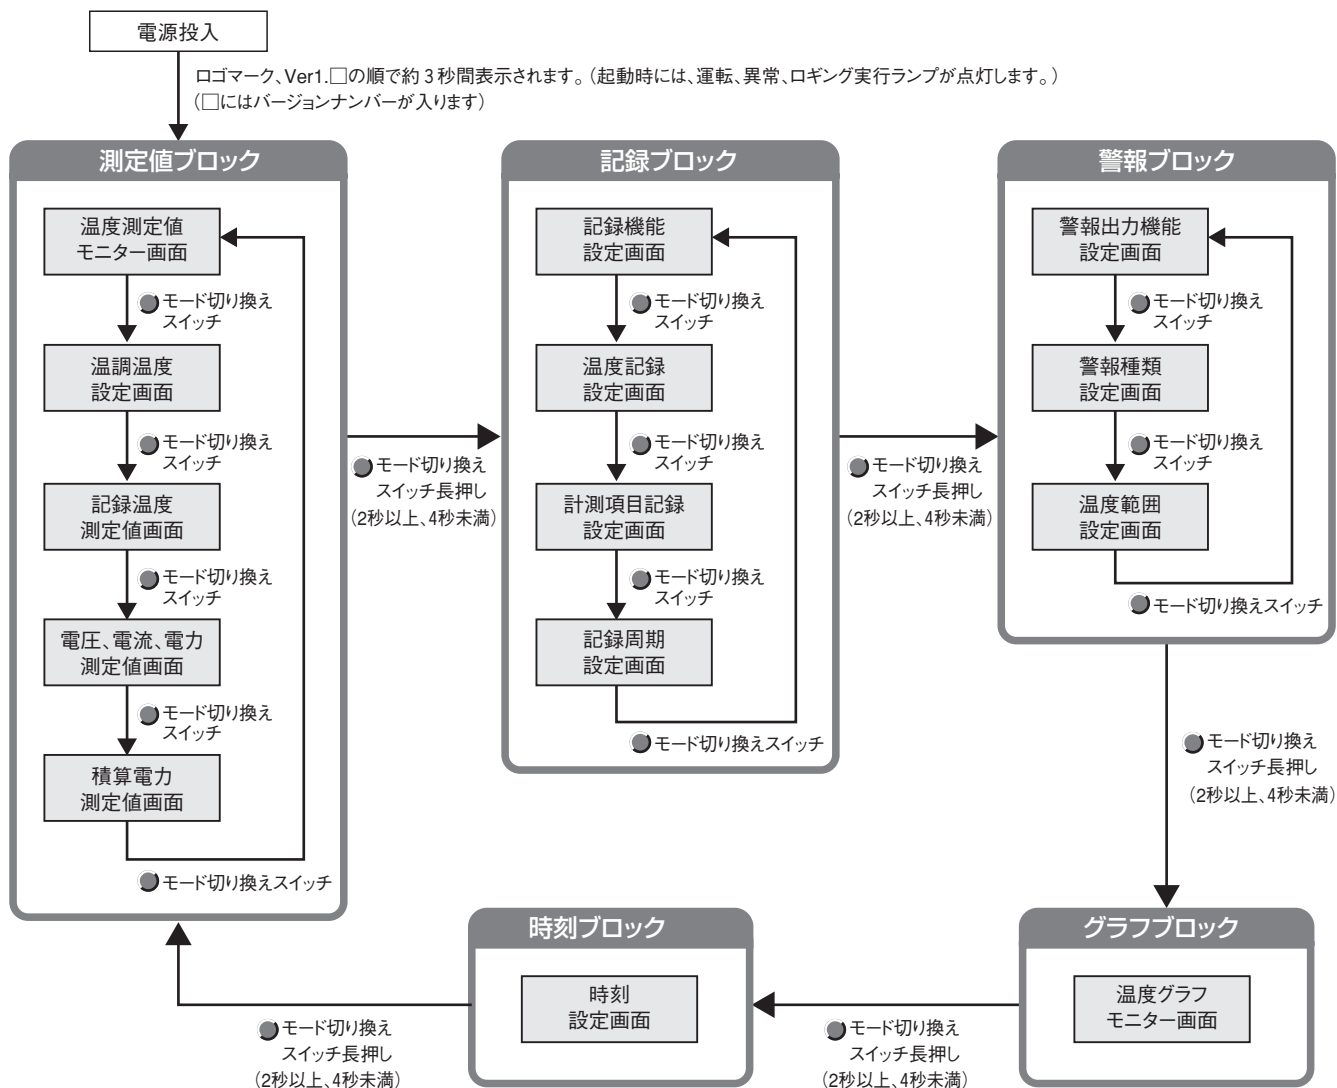 電源投入
ロゴマーク、Ver1.□の順で約3秒間表示されます。（起動時には、運転、異常、ロギング実行ランプが点灯します。）
（□にはバージョンナンバーが入ります）
測定値ブロック
温度測定値
モニター画面
モード切り換え
スイッチ
温調温度
設定画面
モード切り換え
スイッチ
記録温度
測定値画面
モード切り換え
スイッチ
電圧、電流、電力
測定値画面
モード切り換え
スイッチ
積算電力
測定値画面
モード切り換えスイッチ
モード切り換え
スイッチ長押し
（2秒以上、4秒未満）
記録ブロック
記録機能
設定画面
モード切り換え
スイッチ
温度記録
設定画面
モード切り換え
スイッチ
計測項目記録
設定画面
モード切り換え
スイッチ
記録周期
設定画面
モード切り換えスイッチ
モード切り換え
スイッチ長押し
（2秒以上、4秒未満）
警報ブロック
警報出力機能
設定画面
モード切り換え
スイッチ
警報種類
設定画面
モード切り換え
スイッチ
温度範囲
設定画面
モード切り換えスイッチ
モード切り換え
スイッチ長押し
（2秒以上、4秒未満）
グラフブロック
温度グラフ
モニター画面
モード切り換え
スイッチ長押し
（2秒以上、4秒未満）
時刻ブロック
時刻
設定画面
モード切り換え
スイッチ長押し
（2秒以上、4秒未満）